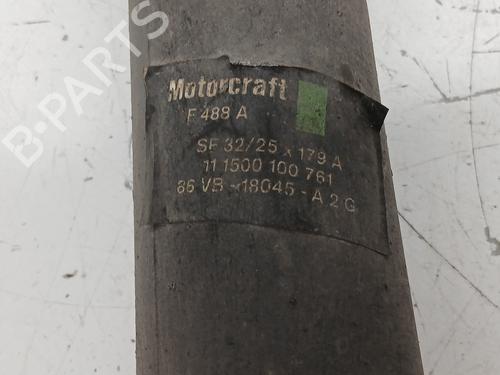 B-PARTS
Motorcraft
F 488 A
SF 32/25 x 179 A
11 1500 100 761
86 VB - 18045 - A 2 G